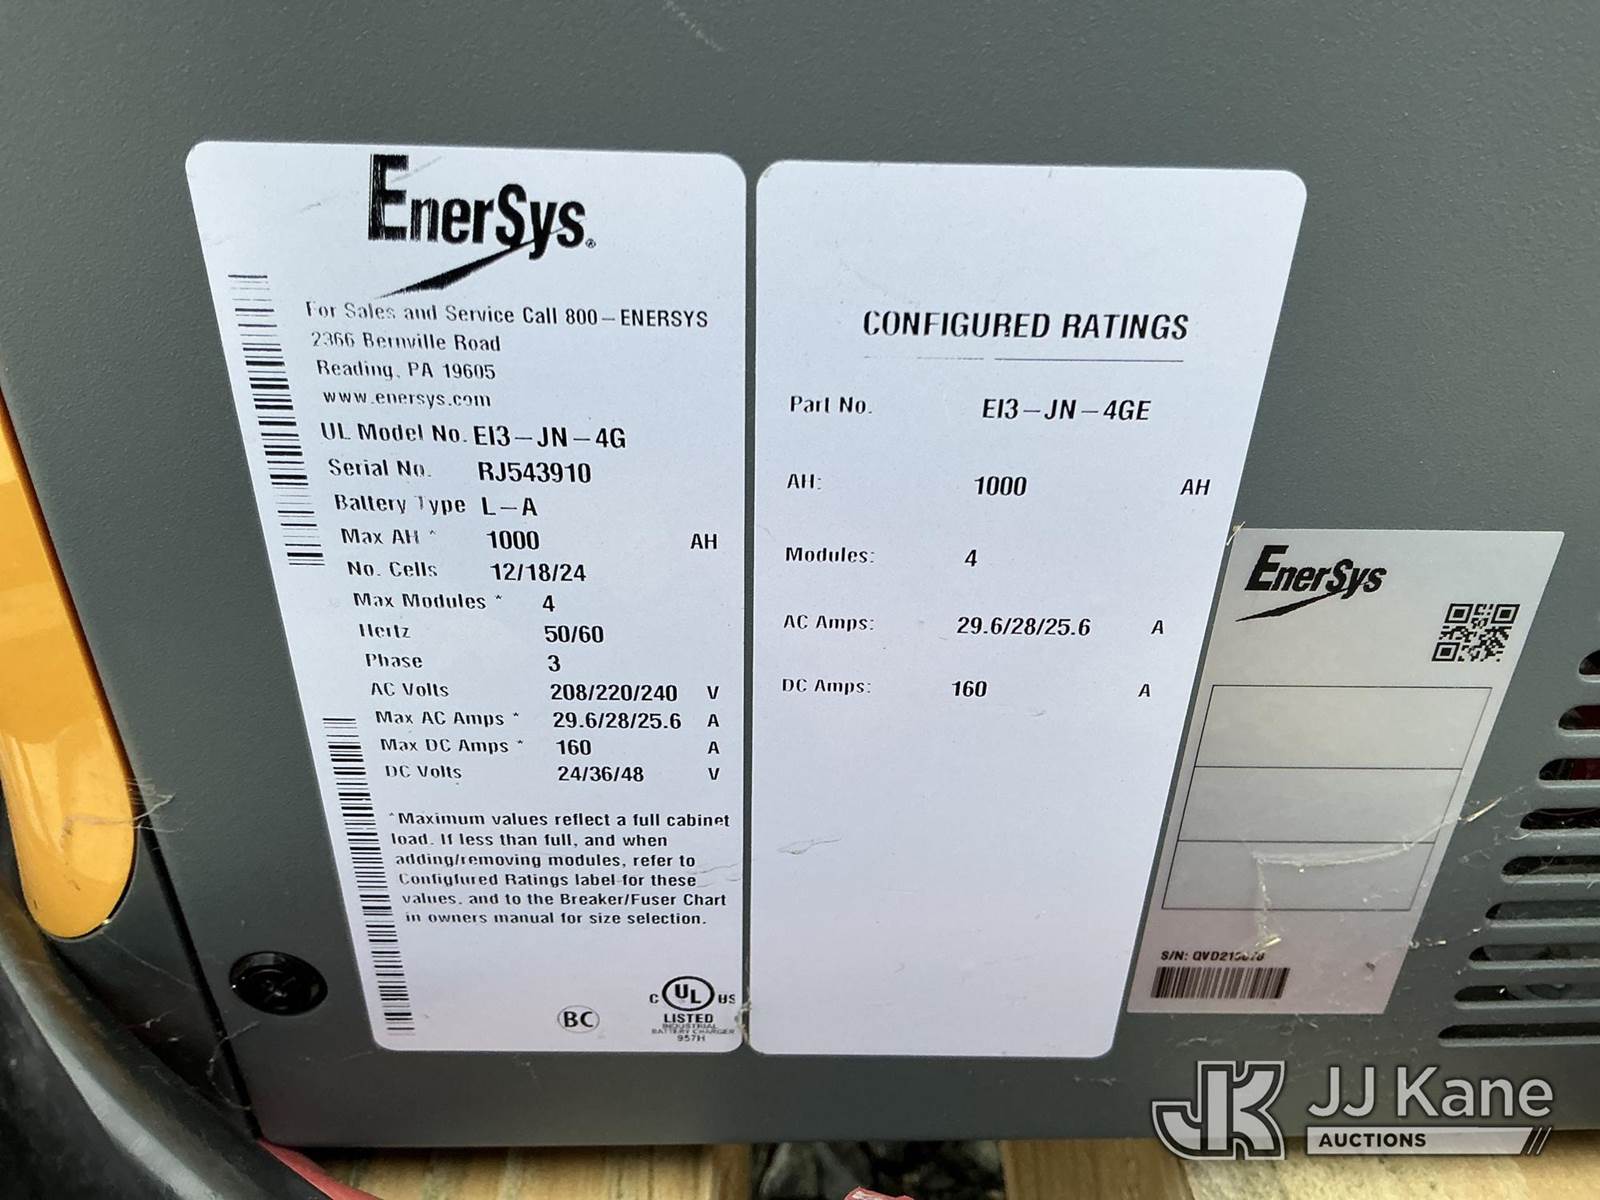 EnerSys®
For Sales and Service Call 800-ENERSYS
2366 Bernville Road
Reading, PA 19605
www.enersys.com
UL Model No. EI3-JN-4G
Serial No. RJ543910
Battery Type L-A
Max AH * 1000 AH
No. Cells 12/18/24
Max Modules * 4
Hertz 50/60
Phase 3
AC Volts 208/220/240 V
Max AC Amps * 29.6/28/25.6 A
Max DC Amps * 160 A
DC Volts 24/36/48 V
*Maximum values reflect a full cabinet
load. If less than full, and when
adding/removing modules, refer to
Configfured Ratings label for these
values, and to the Breaker/Fuser Chart
in owners manual for size selection.
BC
C UL US
LISTED
INDUSTRIAL
BATTERY CHARGER
957H
CONFIGURED RATINGS
Part No. EI3-JN-4GE
AH: 1000 AH
Modules: 4
AC Amps: 29.6/28/25.6 A
DC Amps: 160 A
EnerSys
S/N:
JK JJ Kane
AUCTIONS